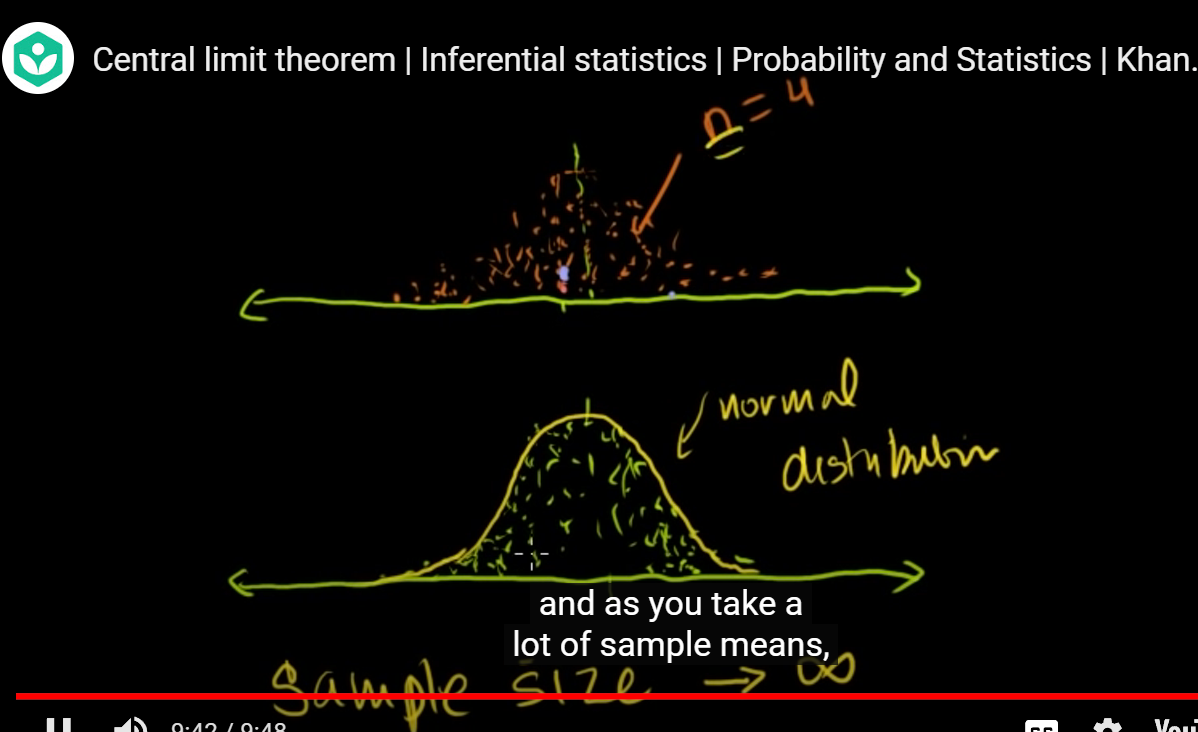 Central limit theorem | Inferential statistics | Probability and Statistics | Khan.
n = 4
normal
distribution
and as you take a
lot of sample means,
Sample size → ∞
9:42 / 9:48
CC